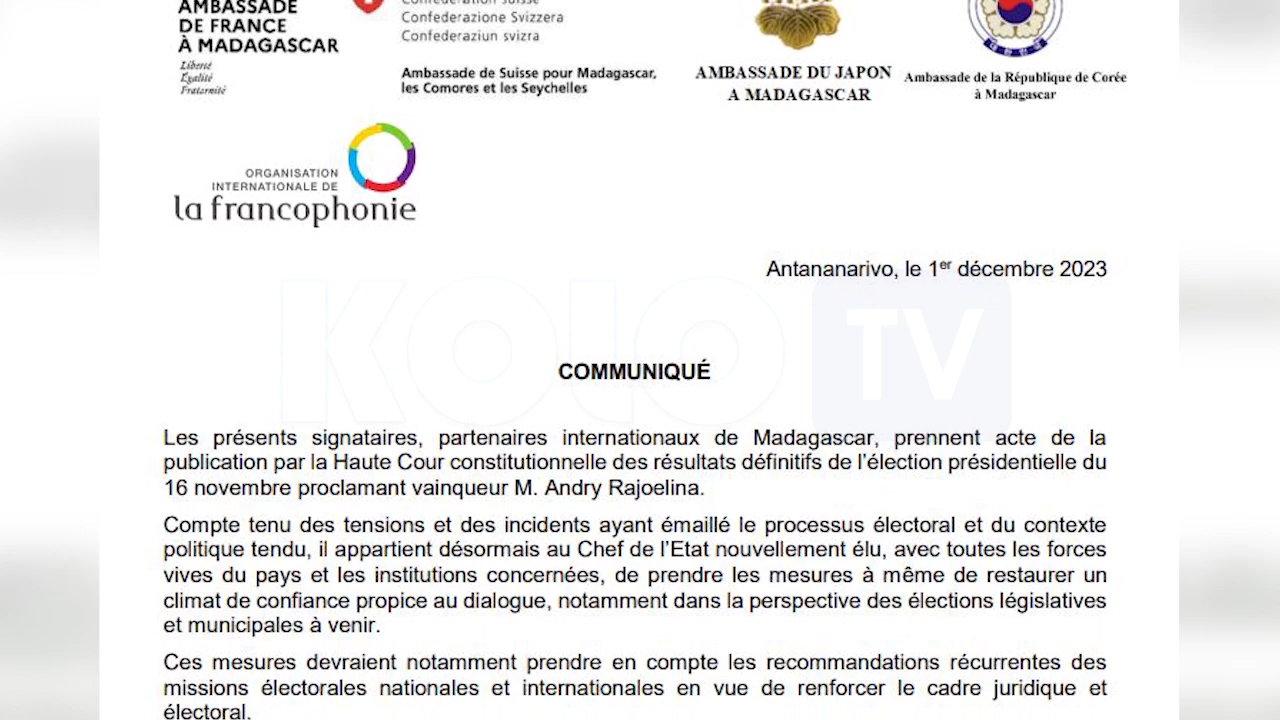 AMBASSADE
DE FRANCE
À MADAGASCAR
Liberté
Égalité
Fraternité
Confédération suisse
Confederazione Svizzera
Confederaziun svizra
Ambassade de Suisse pour Madagascar,
les Comores et les Seychelles
AMBASSADE DU JAPON
A MADAGASCAR
Ambassade de la République de Corée
à Madagascar
ORGANISATION
INTERNATIONALE DE
la francophonie
Antananarivo, le 1er décembre 2023
KOLO TV
COMMUNIQUÉ
Les présents signataires, partenaires internationaux de Madagascar, prennent acte de la
publication par la Haute Cour constitutionnelle des résultats définitifs de l'élection présidentielle du
16 novembre proclamant vainqueur M. Andry Rajoelina.
Compte tenu des tensions et des incidents ayant émaillé le processus électoral et du contexte
politique tendu, il appartient désormais au Chef de l'Etat nouvellement élu, avec toutes les forces
vives du pays et les institutions concernées, de prendre les mesures à même de restaurer un
climat de confiance propice au dialogue, notamment dans la perspective des élections législatives
et municipales à venir.
Ces mesures devraient notamment prendre en compte les recommandations récurrentes des
missions électorales nationales et internationales en vue de renforcer le cadre juridique et
électoral.